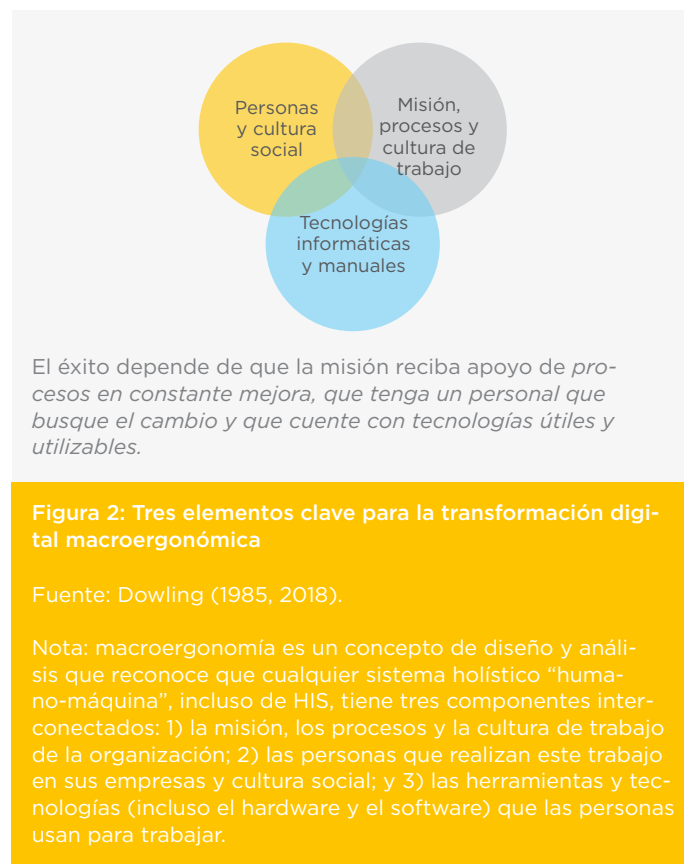 Personas
y cultura
social
Misión,
procesos y
cultura de
trabajo
Tecnologías
informáticas
y manuales
El éxito depende de que la misión reciba apoyo de pro-
cesos en constante mejora, que tenga un personal que
busque el cambio y que cuente con tecnologías útiles y
utilizables.
Figura 2: Tres elementos clave para la transformación digi-
tal macroergonómica
Fuente: Dowling (1985, 2018).
Nota: macroergonomía es un concepto de diseño y análi-
sis que reconoce que cualquier sistema holístico “huma-
no-máquina”, incluso de HIS, tiene tres componentes inter-
conectados: 1) la misión, los procesos y la cultura de trabajo
de la organización; 2) las personas que realizan este trabajo
en sus empresas y cultura social; y 3) las herramientas y tec-
nologías (incluso el hardware y el software) que las personas
usan para trabajar.